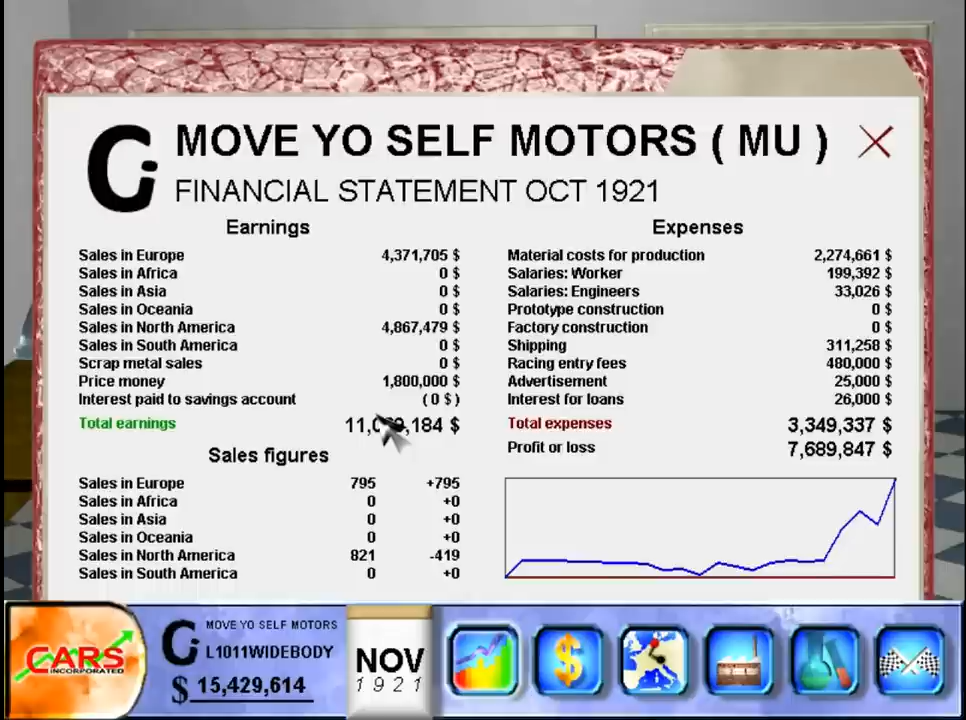 MOVE YO SELF MOTORS ( MU )
FINANCIAL STATEMENT OCT 1921
Earnings
Sales in Europe 4,371,705 $
Sales in Africa 0 $
Sales in Asia 0 $
Sales in Oceania 0 $
Sales in North America 4,867,479 $
Sales in South America 0 $
Scrap metal sales 0 $
Price money 1,800,000 $
Interest paid to savings account ( 0 $ )
Total earnings
Sales figures
Sales in Europe 795 +795
Sales in Africa 0 +0
Sales in Asia 0 +0
Sales in Oceania 0 +0
Sales in North America 821 -419
Sales in South America 0 +0
Expenses
Material costs for production 2,274,661 $
Salaries: Worker 199,392 $
Salaries: Engineers 33,026 $
Prototype construction 0 $
Factory construction 0 $
Shipping 311,258 $
Racing entry fees 480,000 $
Advertisement 25,000 $
Interest for loans 26,000 $
Total expenses 3,349,337 $
Profit or loss 7,689,847 $
CARS
INCORPORATED
MOVE YO SELF MOTORS
L1011WIDEBODY
$ 15,429,614
NOV
1921
$